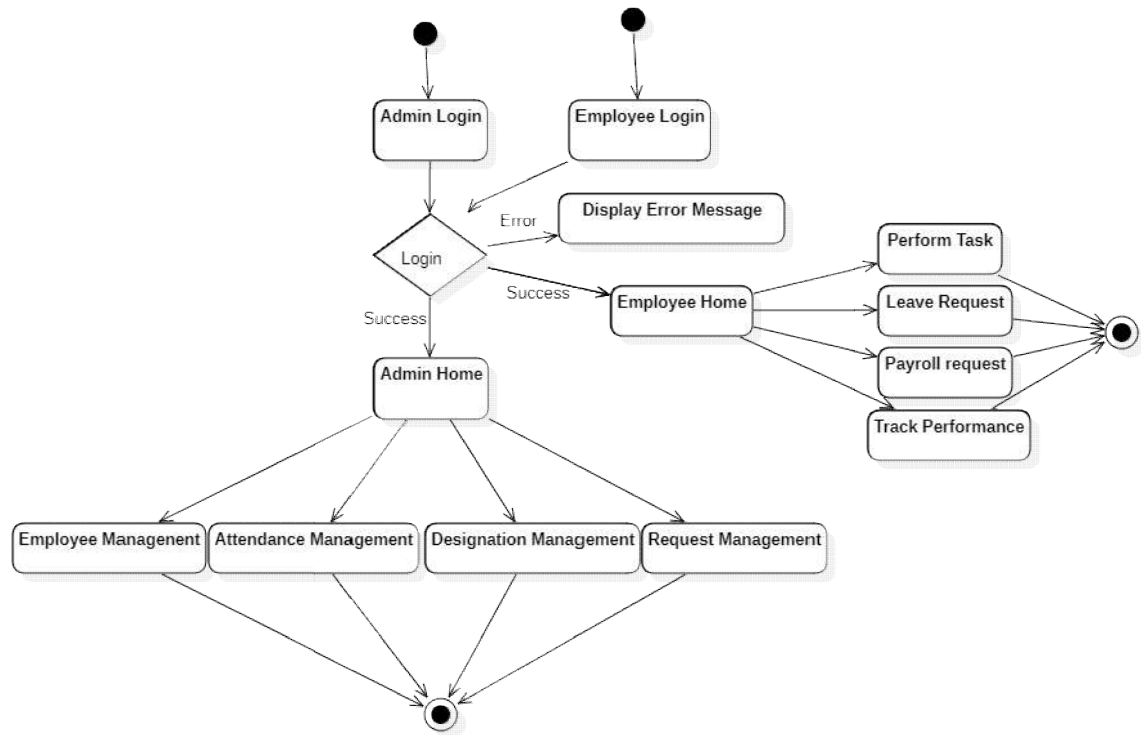 Admin Login
Employee Login
Display Error Message
Error
Perform Task
Login
Success
Employee Home
Leave Request
Success
Payroll request
Admin Home
Track Performance
Employee Managenent
Attendance Management
Designation Management
Request Management